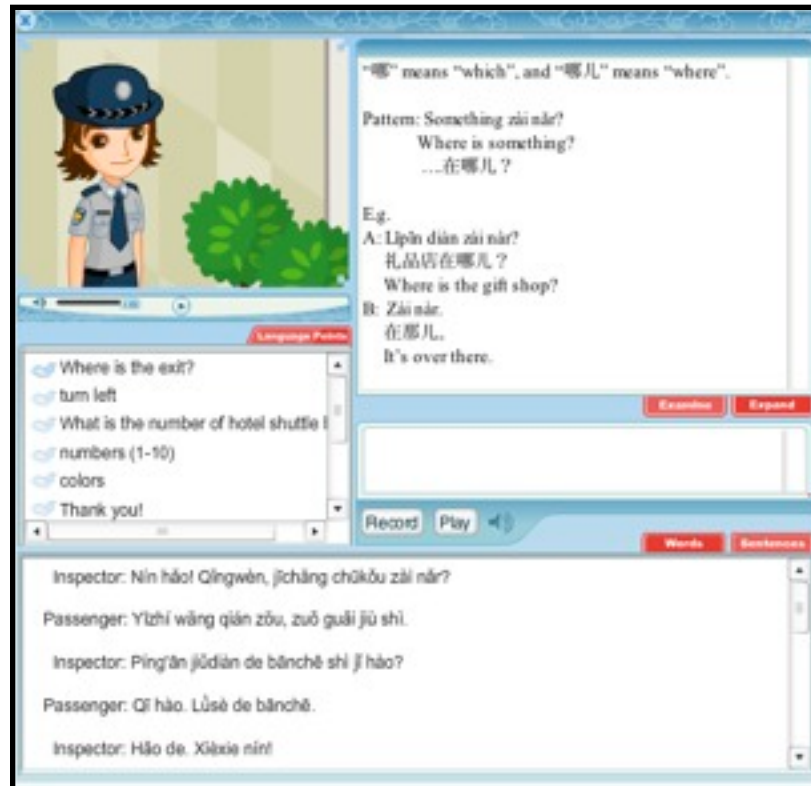 “哪” means “which”, and “哪儿” means “where”.
Pattern: Something zài nǎr?
Where is something?
....在哪儿？
E.g.
A: Lǐpǐn diàn zài nǎr?
礼品店在哪儿？
Where is the gift shop?
B: Zài nàr.
在那儿。
It's over there.
Language Points
Where is the exit?
turn left
What is the number of hotel shuttle
numbers (1-10)
colors
Thank you!
Examine
Expand
Record
Play
Words
Sentences
Inspector: Nín hǎo! Qǐngwèn, jīchǎng chūkǒu zài nǎr?
Passenger: Yīzhí wǎng qián zǒu, zuǒ guǎi jiù shì.
Inspector: Píng'ān jiǔdiàn de bānchē shì jǐ hào?
Passenger: Qī hào. Lǜsè de bānchē.
Inspector: Hǎo de. Xièxie nín!